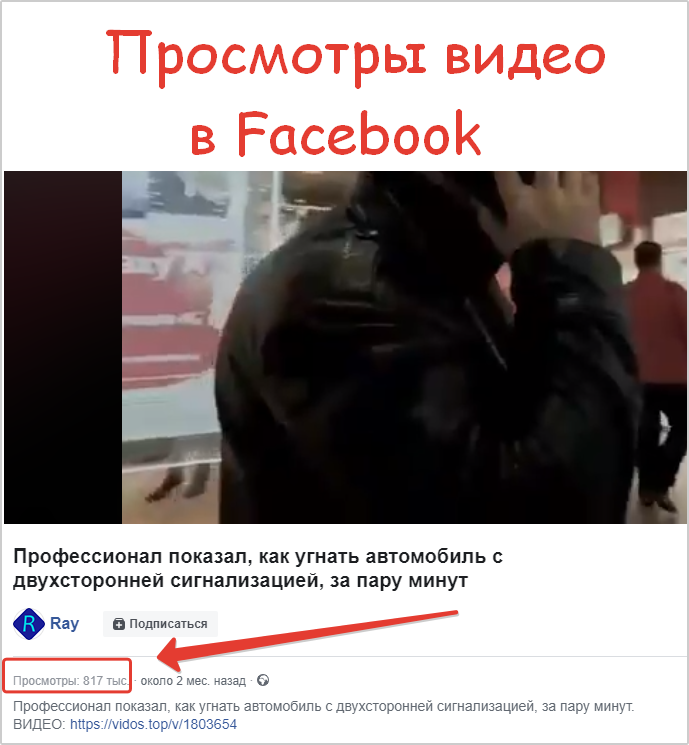 Просмотры видео
в Facebook
Профессионал показал, как угнать автомобиль с
двухсторонней сигнализацией, за пару минут
R Ray Подписаться
Просмотры: 817 тыс. · около 2 мес. назад ·
Профессионал показал, как угнать автомобиль с двухсторонней сигнализацией, за пару минут.
ВИДЕО: https://vidos.top/v/1803654